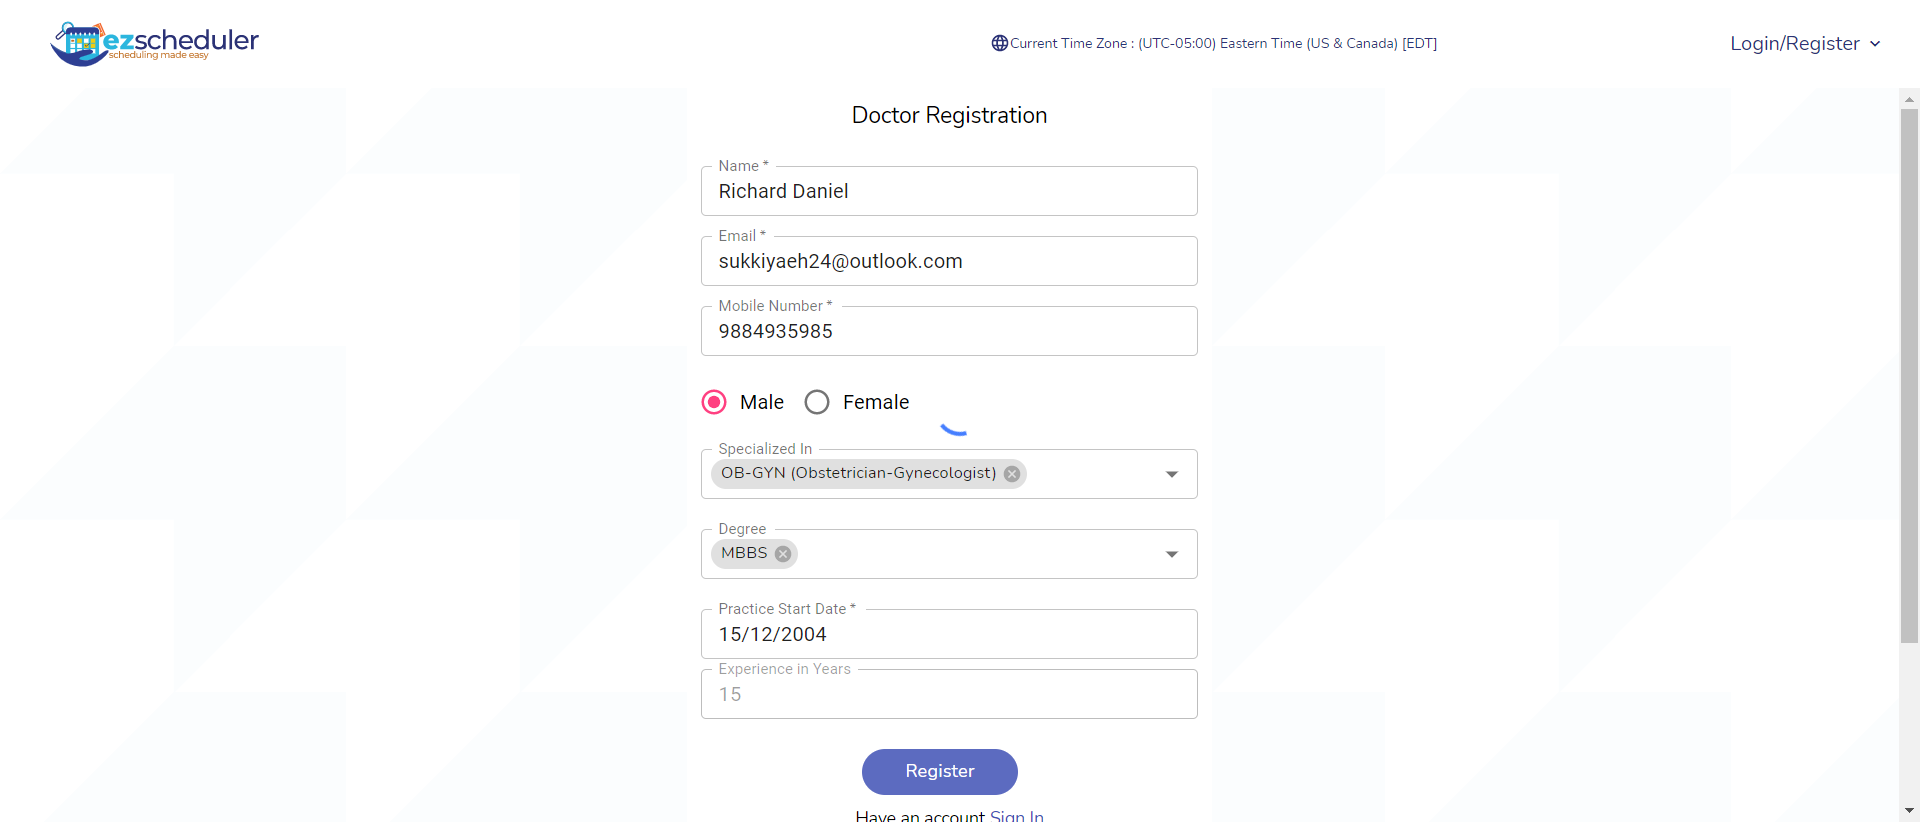 ezscheduler
scheduling made easy
Current Time Zone : (UTC-05:00) Eastern Time (US & Canada) [EDT]
Login/Register
Doctor Registration
Name *
Richard Daniel
Email *
sukkiyaeh24@outlook.com
Mobile Number *
9884935985
Male Female
Specialized In
OB-GYN (Obstetrician-Gynecologist)
Degree
MBBS
Practice Start Date *
15/12/2004
Experience in Years
15
Register
Have an account Sign In